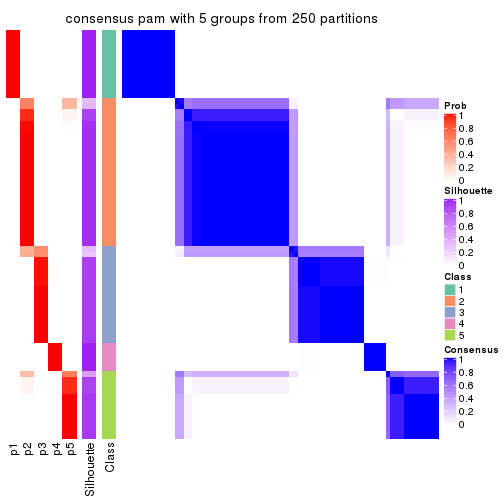 consensus pam with 5 groups from 250 partitions
Prob
1
0.8
0.6
0.4
0.2
0
Silhouette
1
0.8
0.6
0.4
0.2
0
Class
1
2
3
4
5
Consensus
1
0.8
0.6
0.4
0.2
0
p1
p2
p3
p4
p5
Silhouette
Class